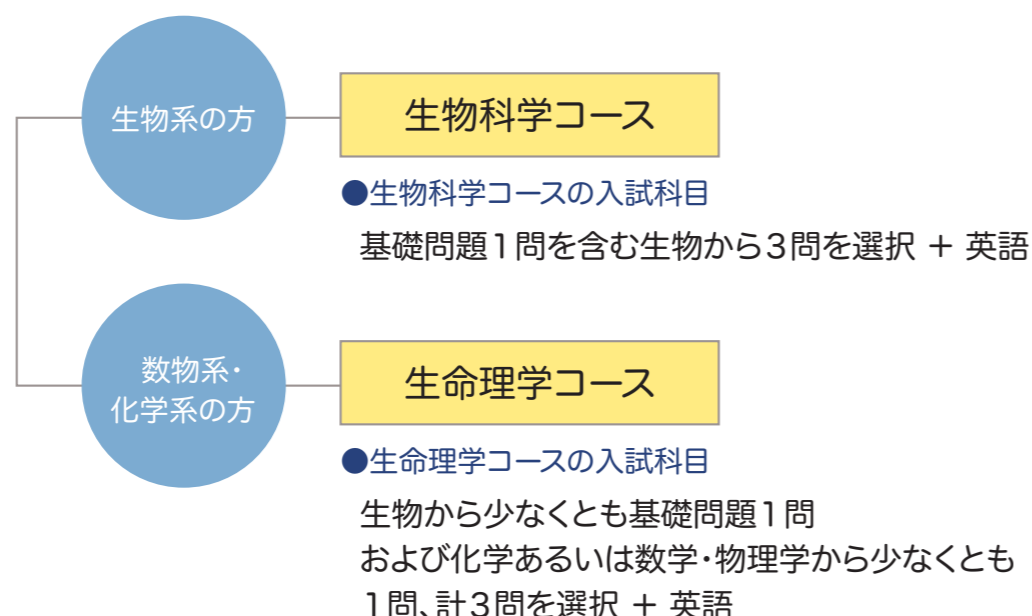 生物系の方
生物科学コース
●生物科学コースの入試科目
基礎問題1問を含む生物から3問を選択 + 英語
数物系・
化学系の方
生命理学コース
●生命理学コースの入試科目
生物から少なくとも基礎問題1問
および化学あるいは数学・物理学から少なくとも
1問、計3問を選択 + 英語